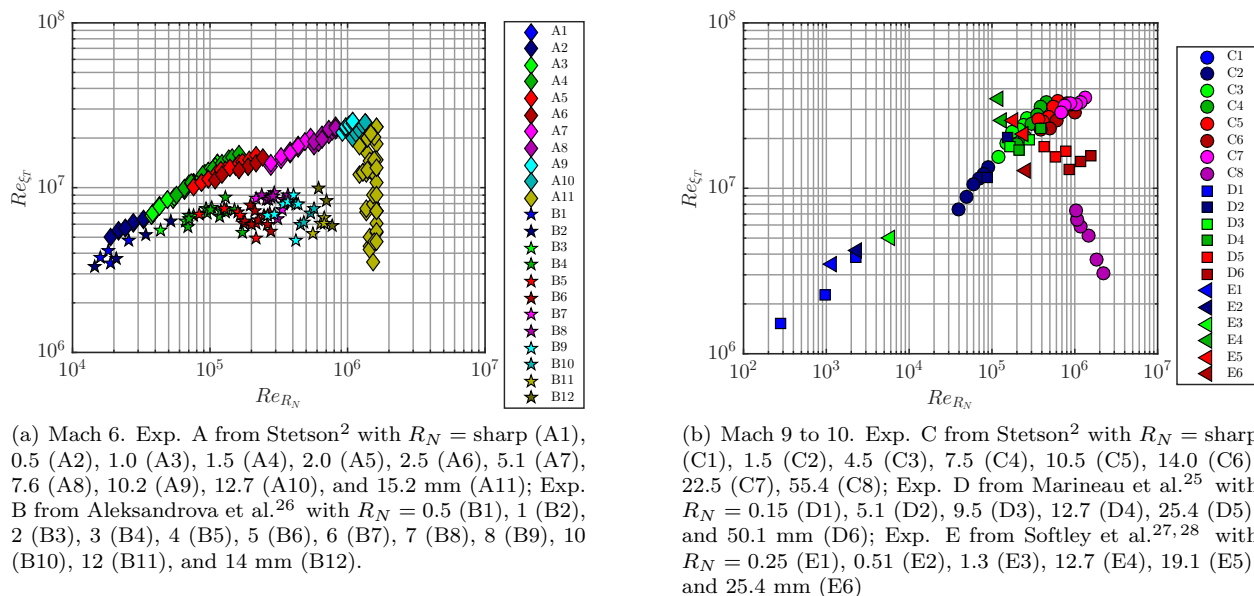 10^8
10^7
10^6
Re_{ξ_T}
10^4
10^5
10^6
10^7
Re_{R_N}
A1
A2
A3
A4
A5
A6
A7
A8
A9
A10
A11
B1
B2
B3
B4
B5
B6
B7
B8
B9
B10
B11
B12
(a) Mach 6. Exp. A from Stetson² with R_N = sharp (A1),
0.5 (A2), 1.0 (A3), 1.5 (A4), 2.0 (A5), 2.5 (A6), 5.1 (A7),
7.6 (A8), 10.2 (A9), 12.7 (A10), and 15.2 mm (A11); Exp.
B from Aleksandrova et al.²⁶ with R_N = 0.5 (B1), 1 (B2),
2 (B3), 3 (B4), 4 (B5), 5 (B6), 6 (B7), 7 (B8), 8 (B9), 10
(B10), 12 (B11), and 14 mm (B12).
10^8
10^7
10^6
Re_{ξ_T}
10^2
10^3
10^4
10^5
10^6
10^7
Re_{R_N}
C1
C2
C3
C4
C5
C6
C7
C8
D1
D2
D3
D4
D5
D6
E1
E2
E3
E4
E5
E6
(b) Mach 9 to 10. Exp. C from Stetson² with R_N = sharp
(C1), 1.5 (C2), 4.5 (C3), 7.5 (C4), 10.5 (C5), 14.0 (C6)
22.5 (C7), 55.4 (C8); Exp. D from Marineau et al.²⁵ with
R_N = 0.15 (D1), 5.1 (D2), 9.5 (D3), 12.7 (D4), 25.4 (D5)
and 50.1 mm (D6); Exp. E from Softley et al.²⁷,²⁸ with
R_N = 0.25 (E1), 0.51 (E2), 1.3 (E3), 12.7 (E4), 19.1 (E5)
and 25.4 mm (E6)